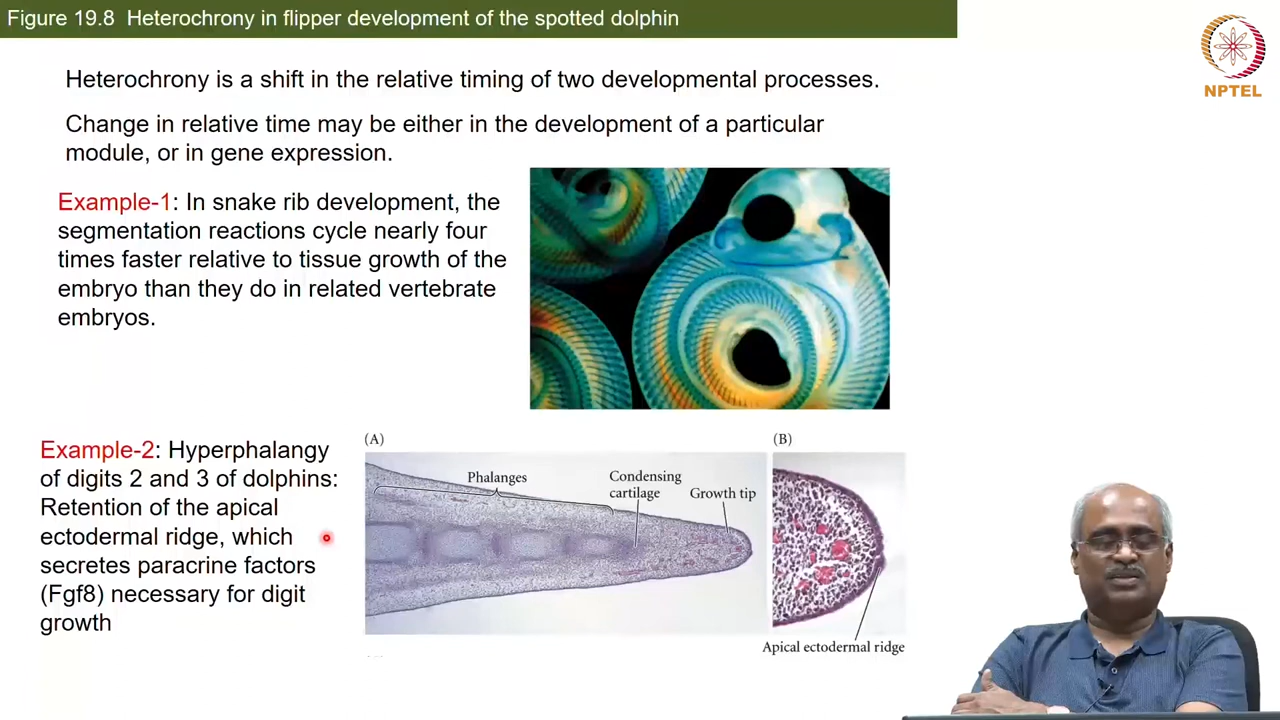 Figure 19.8 Heterochrony in flipper development of the spotted dolphin
NPTEL
Heterochrony is a shift in the relative timing of two developmental processes.
Change in relative time may be either in the development of a particular
module, or in gene expression.
Example-1: In snake rib development, the
segmentation reactions cycle nearly four
times faster relative to tissue growth of the
embryo than they do in related vertebrate
embryos.
Example-2: Hyperphalangy
of digits 2 and 3 of dolphins:
Retention of the apical
ectodermal ridge, which
secretes paracrine factors
(Fgf8) necessary for digit
growth
(A)
Phalanges
Condensing
cartilage
Growth tip
(B)
Apical ectodermal ridge